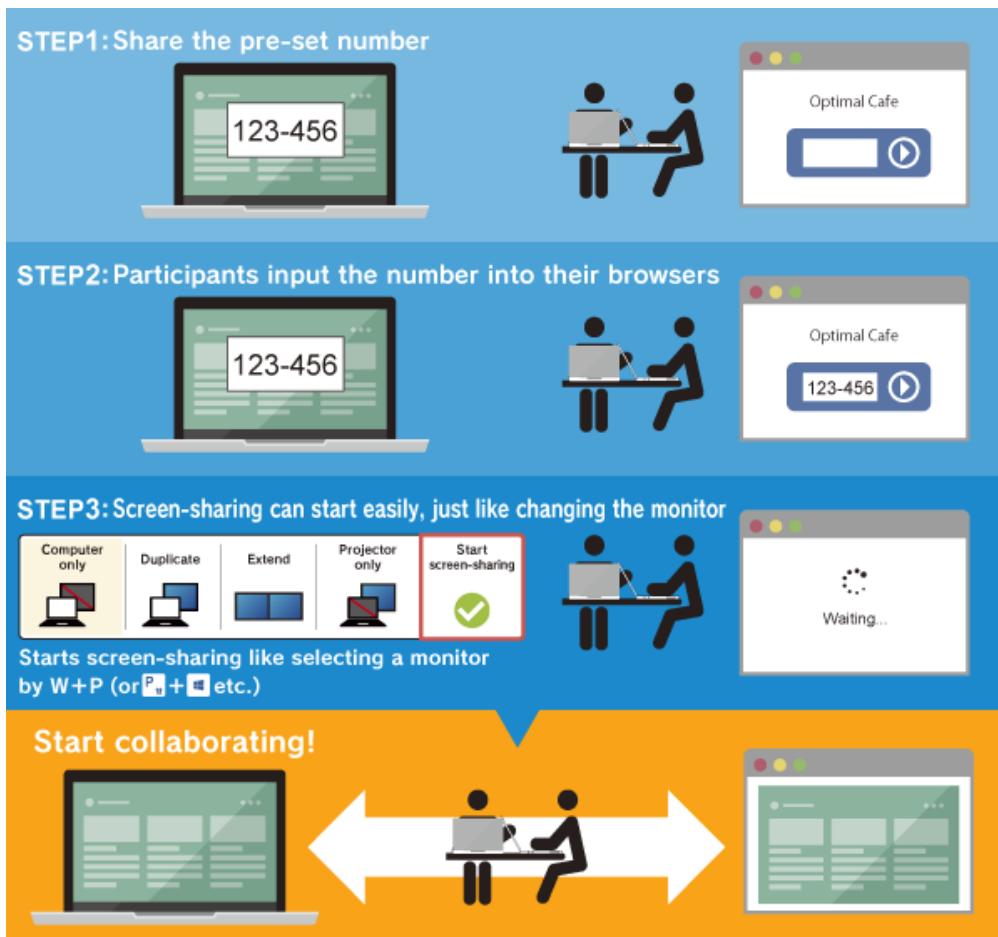 STEP1: Share the pre-set number
123-456
Optimal Cafe
STEP2: Participants input the number into their browsers
123-456
Optimal Cafe
123-456
STEP3: Screen-sharing can start easily, just like changing the monitor
Computer only
Duplicate
Extend
Projector only
Start screen-sharing
Waiting...
Starts screen-sharing like selecting a monitor
by W+P (or P + etc.)
Start collaborating!